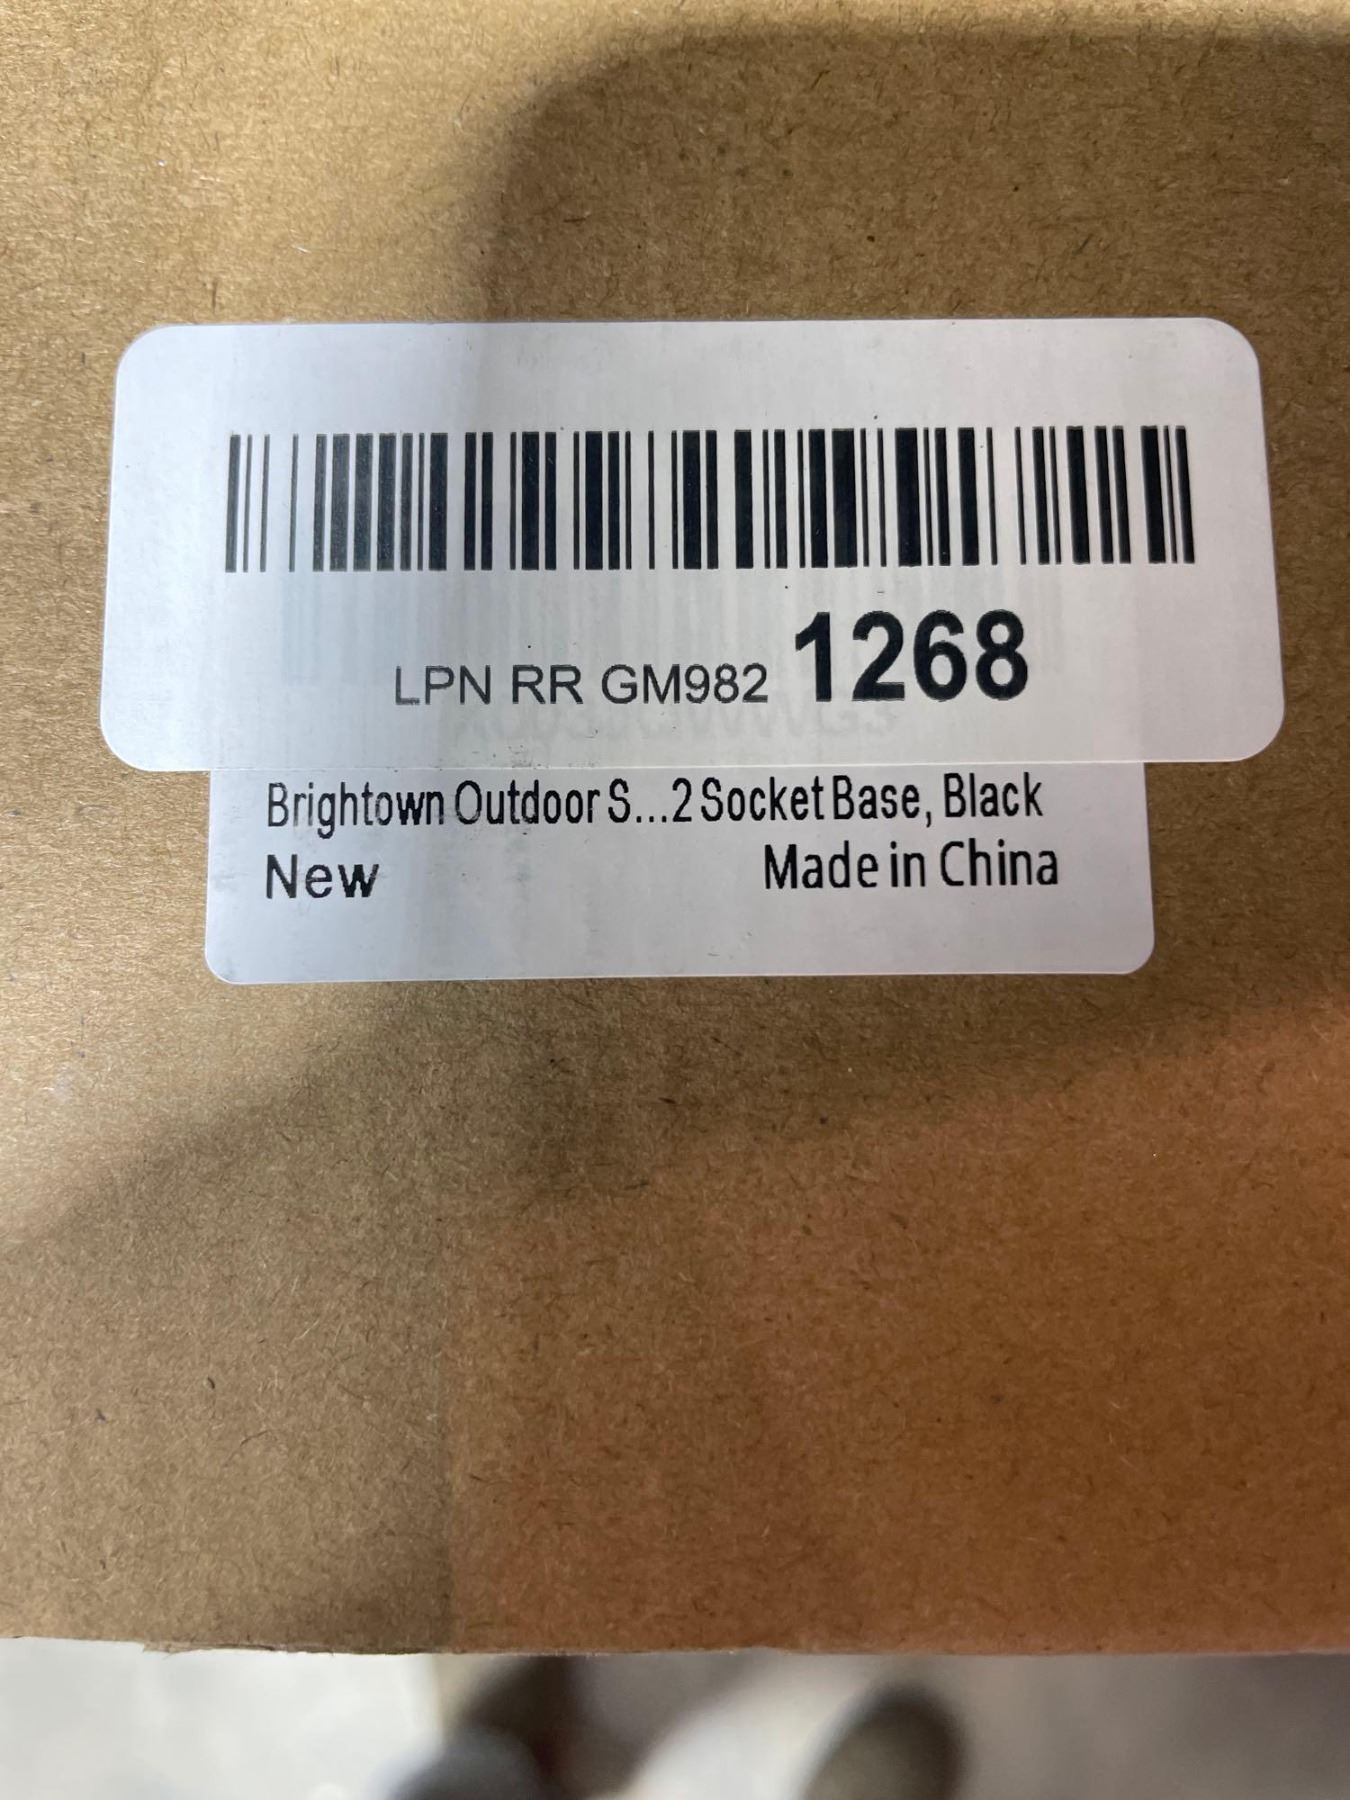 LPN RR GM982 1268
Brightown Outdoor S...2 Socket Base, Black
New Made in China